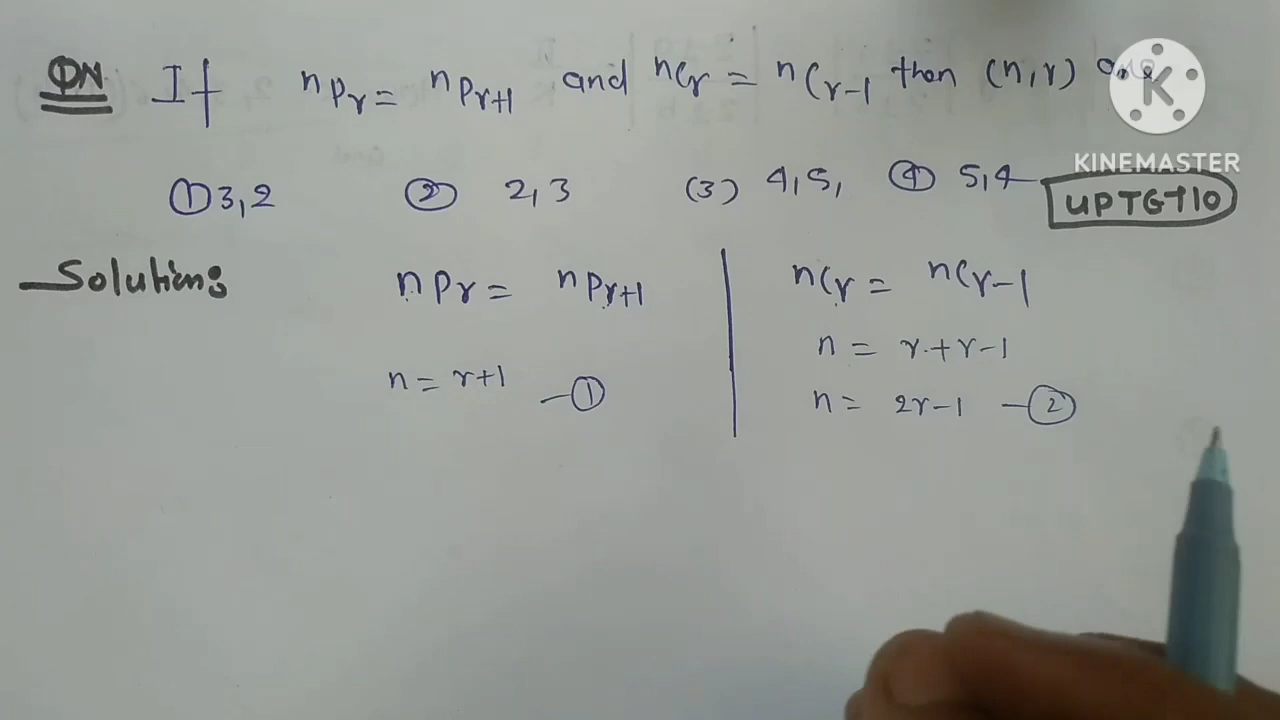 QN If nPr = nPr+1 and nCr = nCr-1 then (n,r) are
K
KINEMASTER
① 3,2 ② 2,3 (3) 4,5, ④ 5,4
UPTGT10
Solution: nPr = nPr+1
n = r+1 —①
nCr = nCr-1
n = r+r-1
n = 2r-1 —②